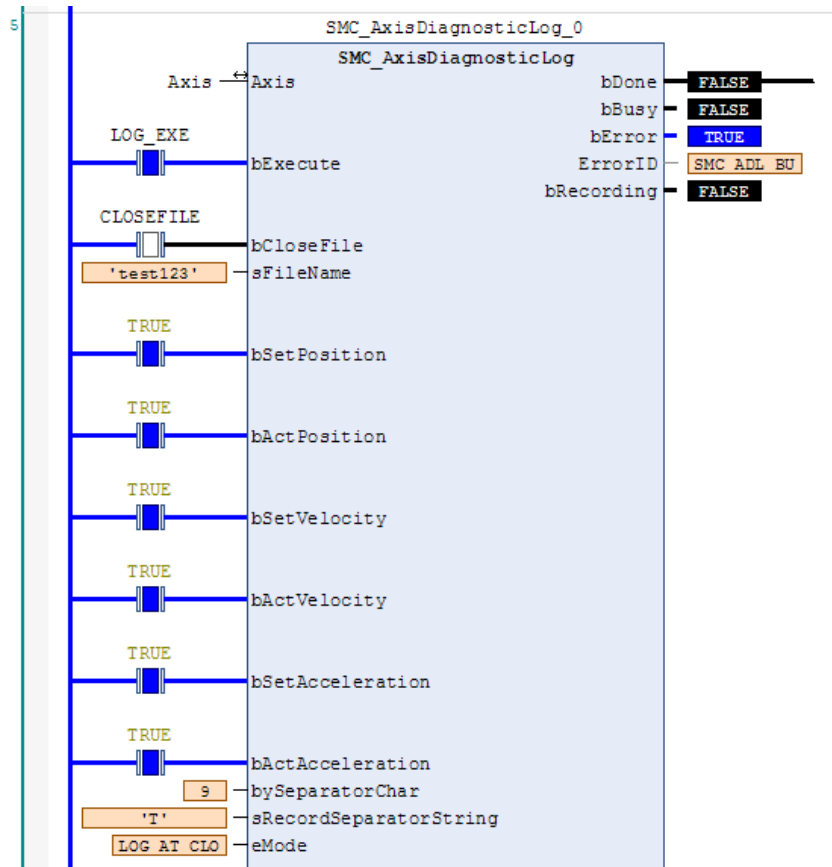 5
SMC_AxisDiagnosticLog_0
SMC_AxisDiagnosticLog
Axis Axis bDone FALSE
bBusy FALSE
LOG_EXE bError TRUE
bExecute ErrorID SMC ADL BU
bRecording FALSE
CLOSEFILE
bCloseFile
'test123' sFileName
TRUE
bSetPosition
TRUE
bActPosition
TRUE
bSetVelocity
TRUE
bActVelocity
TRUE
bSetAcceleration
TRUE
bActAcceleration
9 bySeparatorChar
'T' sRecordSeparatorString
LOG AT CLO eMode